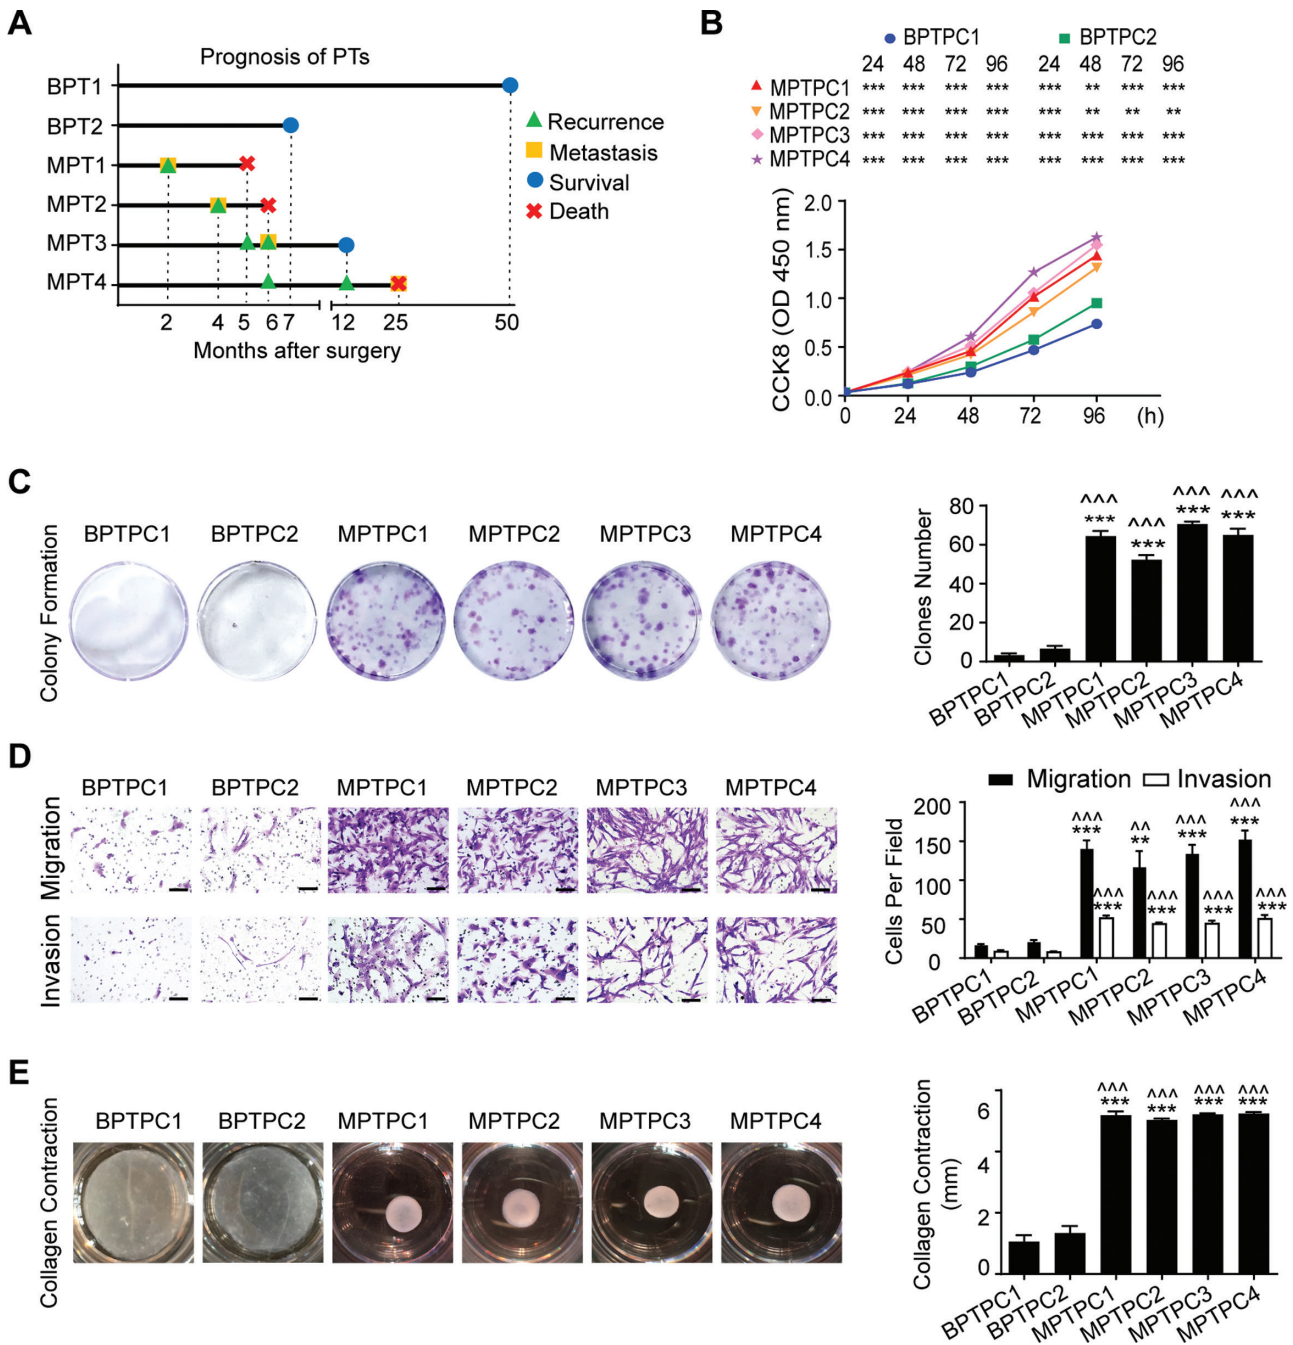 A
Prognosis of PTs
BPT1
BPT2
MPT1
MPT2
MPT3
MPT4
2 4 5 6 7 12 25 50
Months after surgery
Recurrence
Metastasis
Survival
Death
B
BPTPC1 BPTPC2
24 48 72 96 24 48 72 96
MPTPC1 *** *** *** *** *** ** *** ***
MPTPC2 *** *** *** *** *** ** ** **
MPTPC3 *** *** *** *** *** *** *** ***
MPTPC4 *** *** *** *** *** *** *** ***
CCK8 (OD 450 nm)
2.0
1.5
1.0
0.5
0.0
0 24 48 72 96 (h)
C
Colony Formation
BPTPC1 BPTPC2 MPTPC1 MPTPC2 MPTPC3 MPTPC4
Clones Number
80
60
40
20
0
^^^ ^^^ ^^^ ^^^
*** *** *** ***
BPTPC1 BPTPC2 MPTPC1 MPTPC2 MPTPC3 MPTPC4
D
BPTPC1 BPTPC2 MPTPC1 MPTPC2 MPTPC3 MPTPC4
Migration
Invasion
Migration Invasion
Cells Per Field
200
150
100
50
0
^^^ ^^ ^^^ ^^^
*** ** *** ***
^^^ ^^^ ^^^ ^^^
*** *** *** ***
BPTPC1 BPTPC2 MPTPC1 MPTPC2 MPTPC3 MPTPC4
E
Collagen Contraction
BPTPC1 BPTPC2 MPTPC1 MPTPC2 MPTPC3 MPTPC4
Collagen Contraction
(mm)
6
4
2
0
^^^ ^^^ ^^^ ^^^
*** *** *** ***
BPTPC1 BPTPC2 MPTPC1 MPTPC2 MPTPC3 MPTPC4